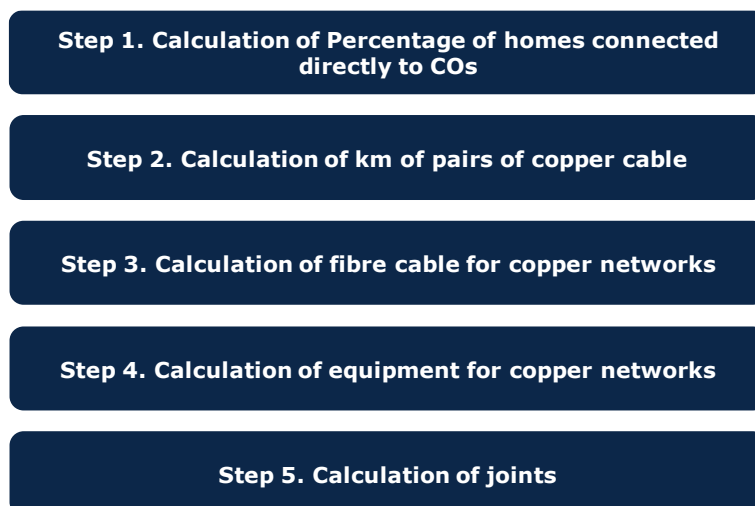 Step 1. Calculation of Percentage of homes connected
directly to COs
Step 2. Calculation of km of pairs of copper cable
Step 3. Calculation of fibre cable for copper networks
Step 4. Calculation of equipment for copper networks
Step 5. Calculation of joints